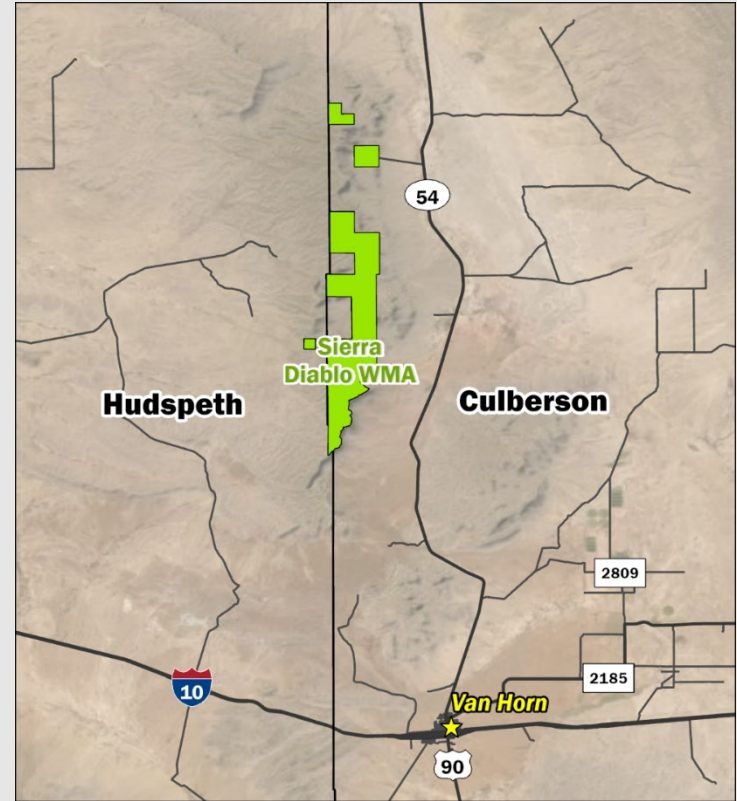 54
Sierra
Diablo WMA
Hudspeth
Culberson
2809
2185
10
Van Horn
90